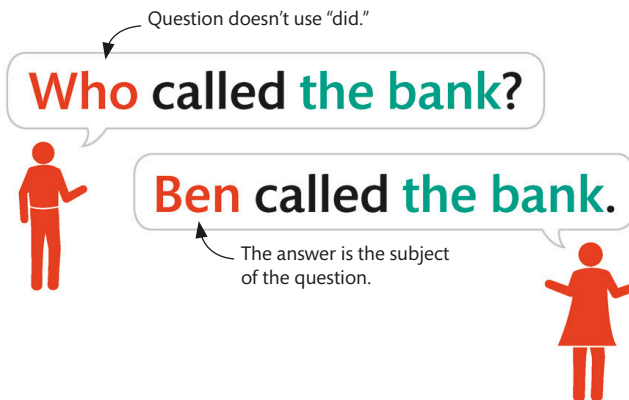 Question doesn’t use “did.”
Who called the bank?
Ben called the bank.
The answer is the subject
of the question.